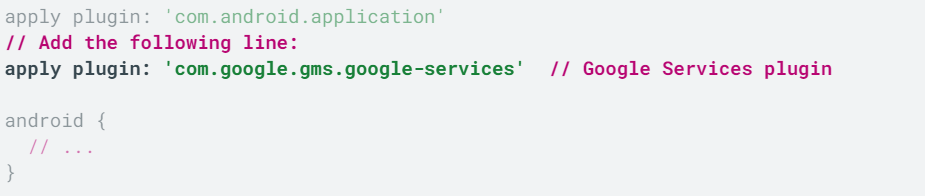 apply plugin: 'com.android.application'
// Add the following line:
apply plugin: 'com.google.gms.google-services'  // Google Services plugin

android {
  // ...
}